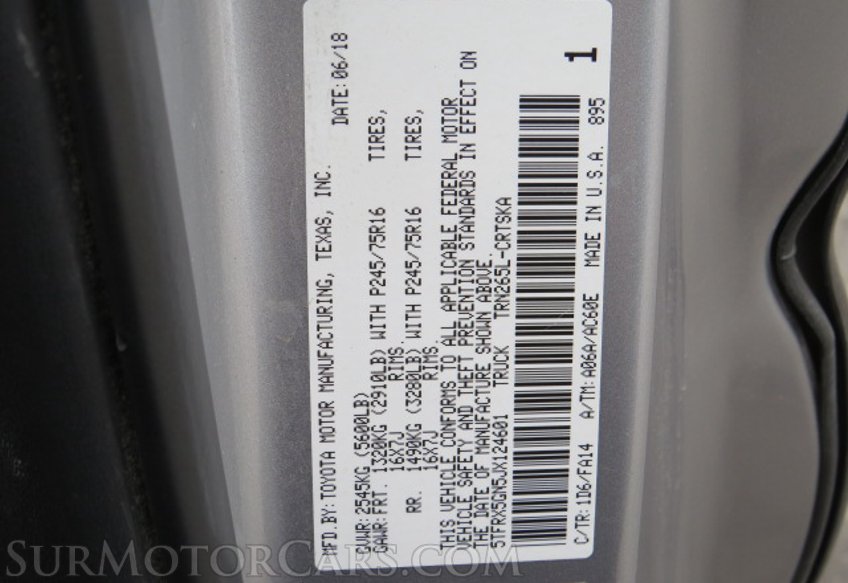 MFD.BY: TOYOTA MOTOR MANUFACTURING, TEXAS, INC.
DATE: 06/18
GVWR: 2545KG (5600LB)
GAWR: FRT. 1320KG (2910LB) WITH P245/75R16 TIRES,
16X7J RIMS.
RR. 1490KG (3280LB) WITH P245/75R16 TIRES,
16X7J RIMS.
THIS VEHICLE CONFORMS TO ALL APPLICABLE FEDERAL MOTOR
VEHICLE SAFETY AND THEFT PREVENTION STANDARDS IN EFFECT ON
THE DATE OF MANUFACTURE SHOWN ABOVE.
5TFRX5GN5JX124601 TRUCK TRN265L-CRTSKA
1
C/TR: 1D6/FA14 A/TM: A06A/AC60E MADE IN U.S.A. 895
SurMotorCars.com